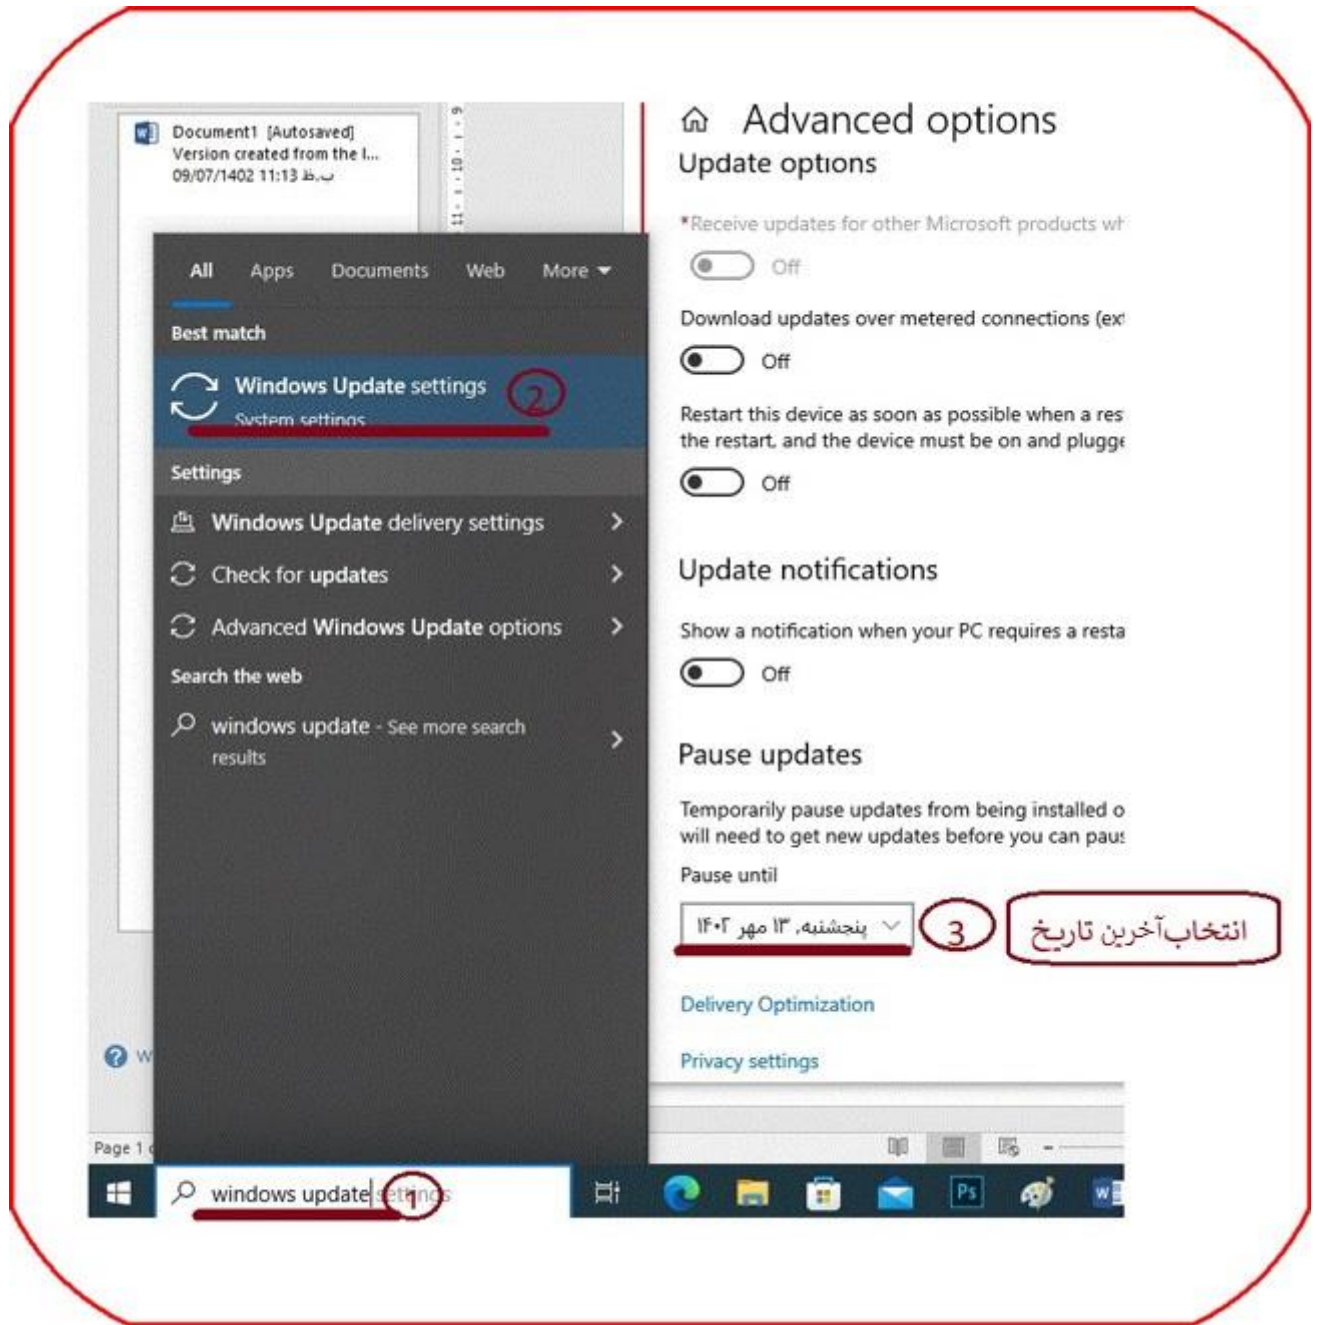 Document1 [Autosaved]
Version created from the I...
09/07/1402 11:13 ب.ظ
9
10
11
All Apps Documents Web More
Best match
Windows Update settings
System settings
2
Settings
Windows Update delivery settings
Check for updates
Advanced Windows Update options
Search the web
windows update - See more search
results
Page 1
windows update settings
1
Advanced options
Update options
*Receive updates for other Microsoft products wh
Off
Download updates over metered connections (ex
Off
Restart this device as soon as possible when a res
the restart, and the device must be on and plugge
Off
Update notifications
Show a notification when your PC requires a resta
Off
Pause updates
Temporarily pause updates from being installed o
will need to get new updates before you can paus
Pause until
پنجشنبه, ۱۳ مهر ۱۴۰۲
3
انتخاب‌آخرین تاریخ
Delivery Optimization
Privacy settings
Ps
W